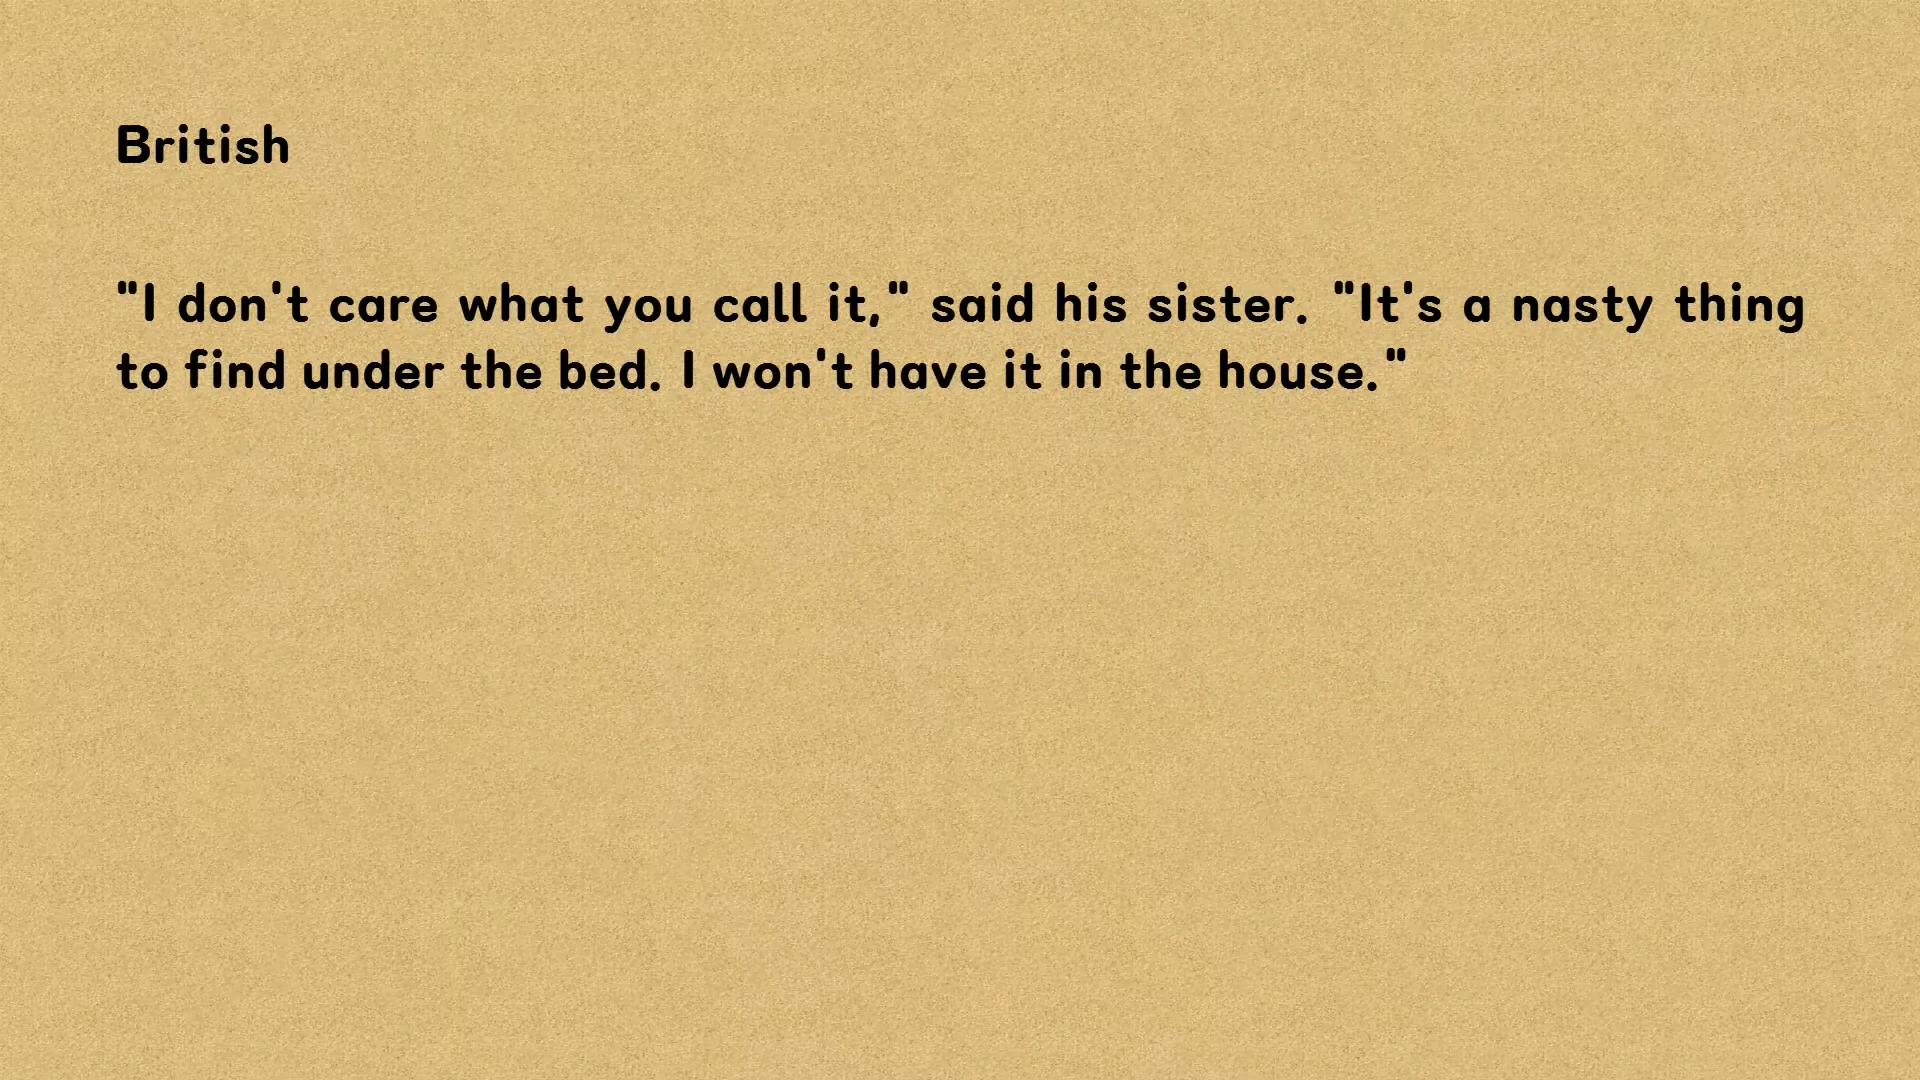 British
"I don't care what you call it," said his sister. "It's a nasty thing
to find under the bed. I won't have it in the house."